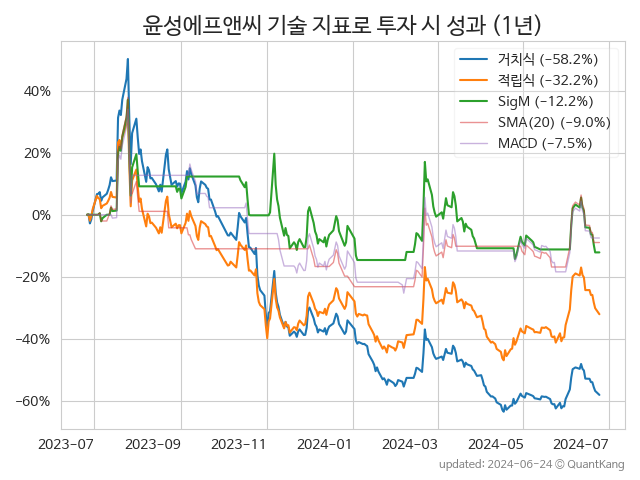 윤성에프앤씨 기술 지표로 투자 시 성과 (1년)
거치식 (−58.2%)
적립식 (−32.2%)
SigM (−12.2%)
SMA(20) (−9.0%)
MACD (−7.5%)
40%
20%
0%
−20%
−40%
−60%
2023-07
2023-09
2023-11
2024-01
2024-03
2024-05
2024-07
updated: 2024-06-24 © QuantKang